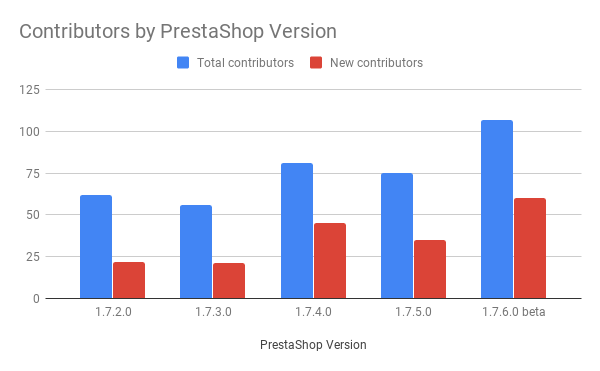 Contributors by PrestaShop Version
Total contributors New contributors
125
100
75
50
25
0
1.7.2.0 1.7.3.0 1.7.4.0 1.7.5.0 1.7.6.0 beta
PrestaShop Version